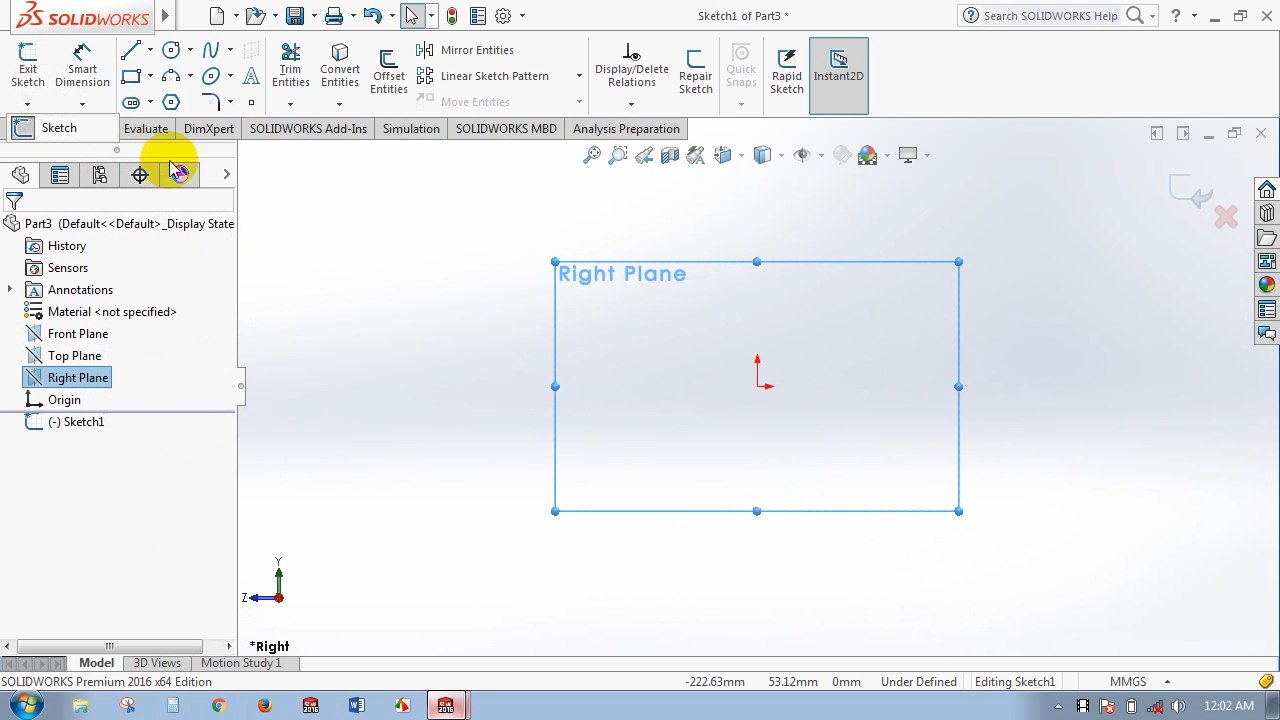 SOLIDWORKS
Sketch1 of Part3 *
Search SOLIDWORKS Help
?
Exit Sketch
Smart Dimension
Trim Entities
Convert Entities
Offset Entities
Mirror Entities
Linear Sketch Pattern
Move Entities
Display/Delete Relations
Repair Sketch
Quick Snaps
Rapid Sketch
Instant2D
Sketch
Evaluate
DimXpert
SOLIDWORKS Add-Ins
Simulation
SOLIDWORKS MBD
Analysis Preparation
Part3 (Default<<Default>_Display State
History
Sensors
Annotations
Material <not specified>
Front Plane
Top Plane
Right Plane
Origin
(-) Sketch1
Right Plane
Y
Z
*Right
Model
3D Views
Motion Study 1
SOLIDWORKS Premium 2016 x64 Edition
-222.63mm
53.12mm
0mm
Under Defined
Editing Sketch1
MMGS
12:02 AM